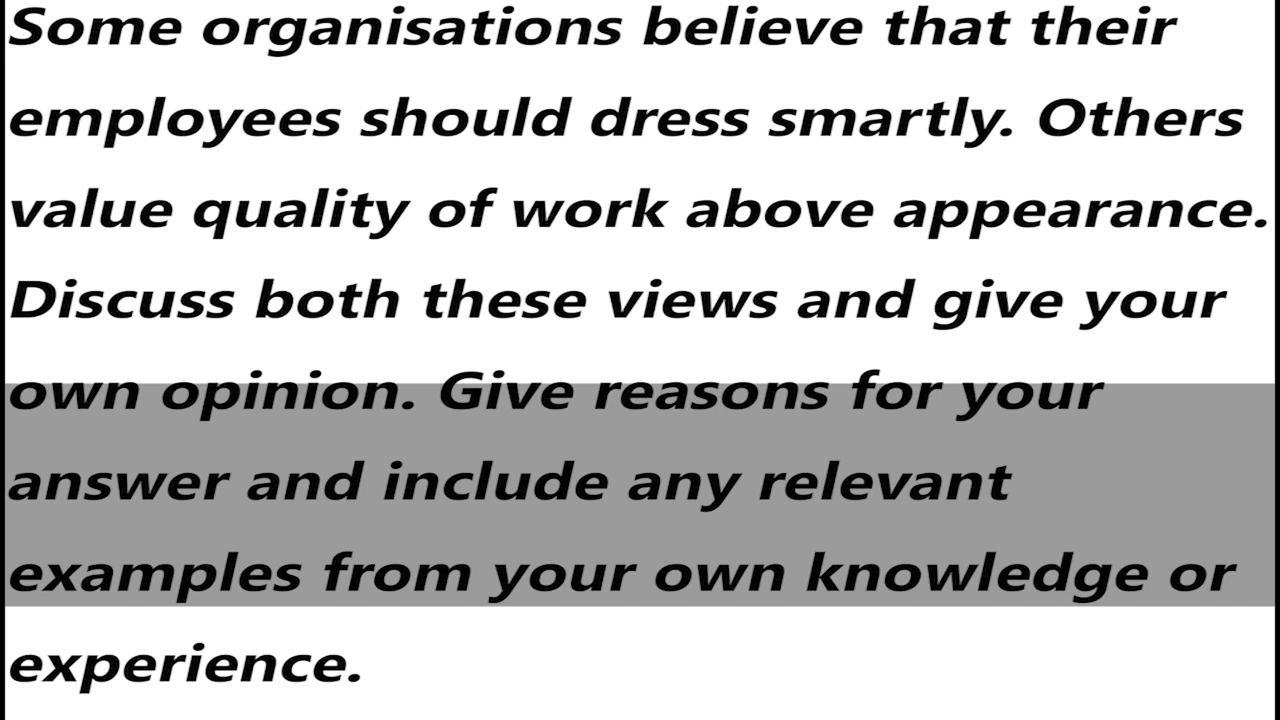 Some organisations believe that their
employees should dress smartly. Others
value quality of work above appearance.
Discuss both these views and give your
own opinion. Give reasons for your
answer and include any relevant
examples from your own knowledge or
experience.